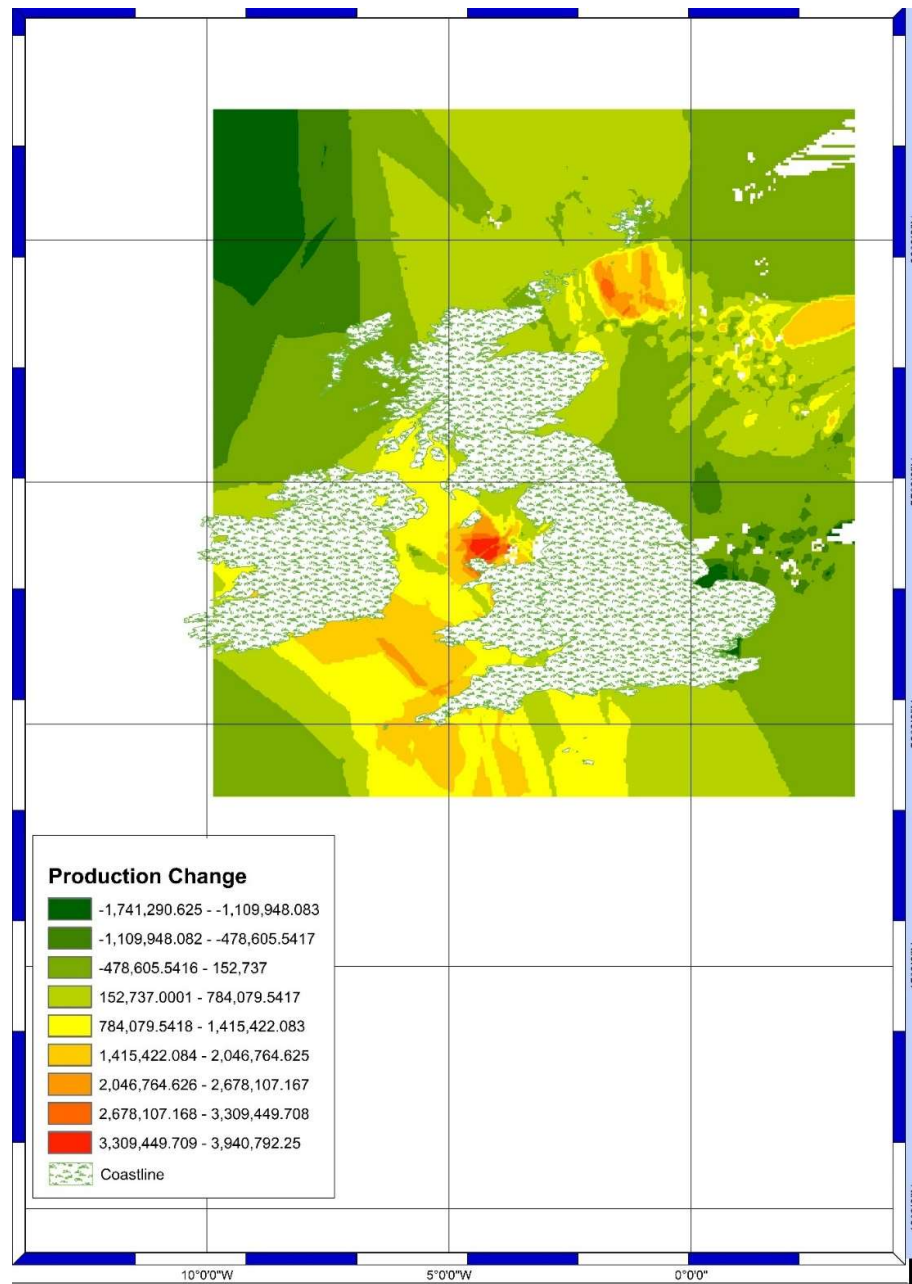 Production Change
-1,741,290.625 - -1,109,948.083
-1,109,948.082 - -478,605.5417
-478,605.5416 - 152,737
152,737.0001 - 784,079.5417
784,079.5418 - 1,415,422.083
1,415,422.084 - 2,046,764.625
2,046,764.626 - 2,678,107.167
2,678,107.168 - 3,309,449.708
3,309,449.709 - 3,940,792.25
Coastline
10°0'0"W 5°0'0"W 0°0'0"